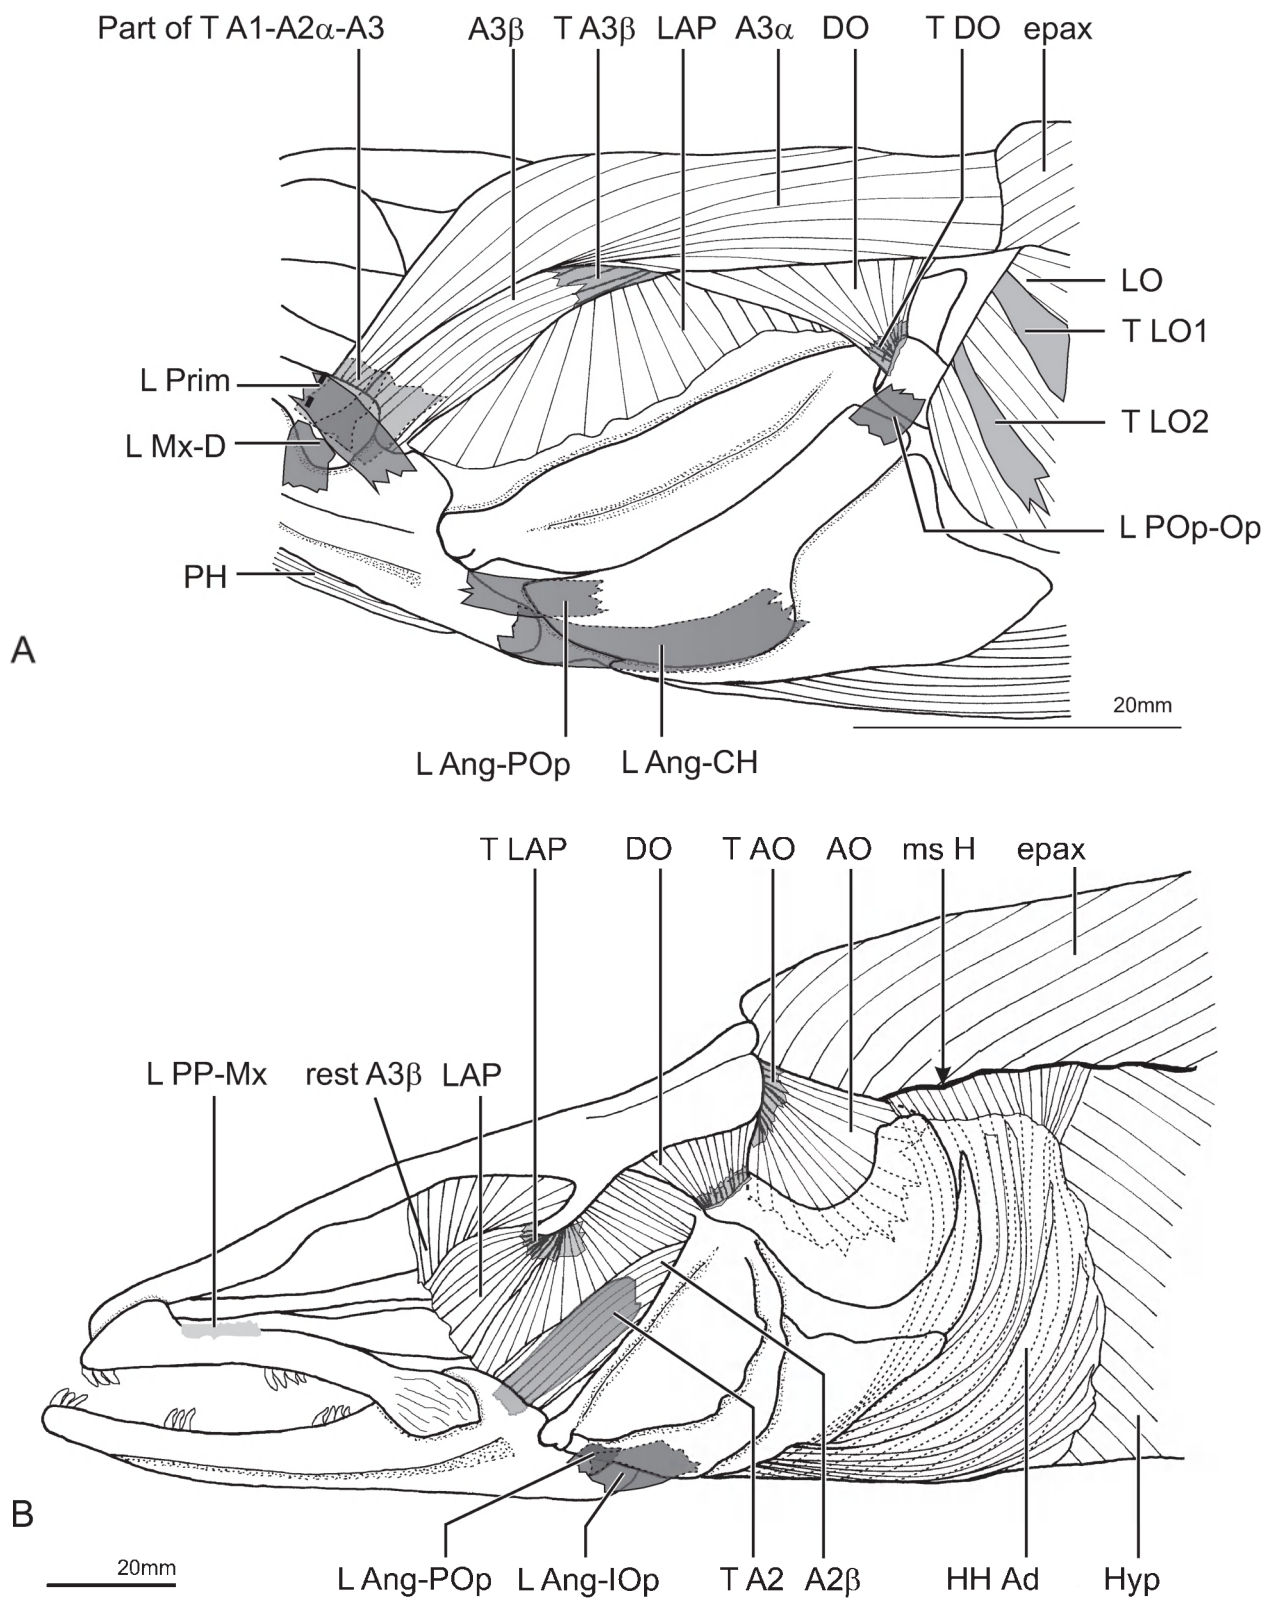 Part of T A1-A2α-A3 A3β T A3β LAP A3α DO T DO epax
LO
T LO1
L Prim
T LO2
L Mx-D
L POp-Op
PH
A
20mm
L Ang-POp L Ang-CH
T LAP DO T AO AO ms H epax
L PP-Mx rest A3β LAP
B
20mm
L Ang-POp L Ang-IOp T A2 A2β HH Ad Hyp